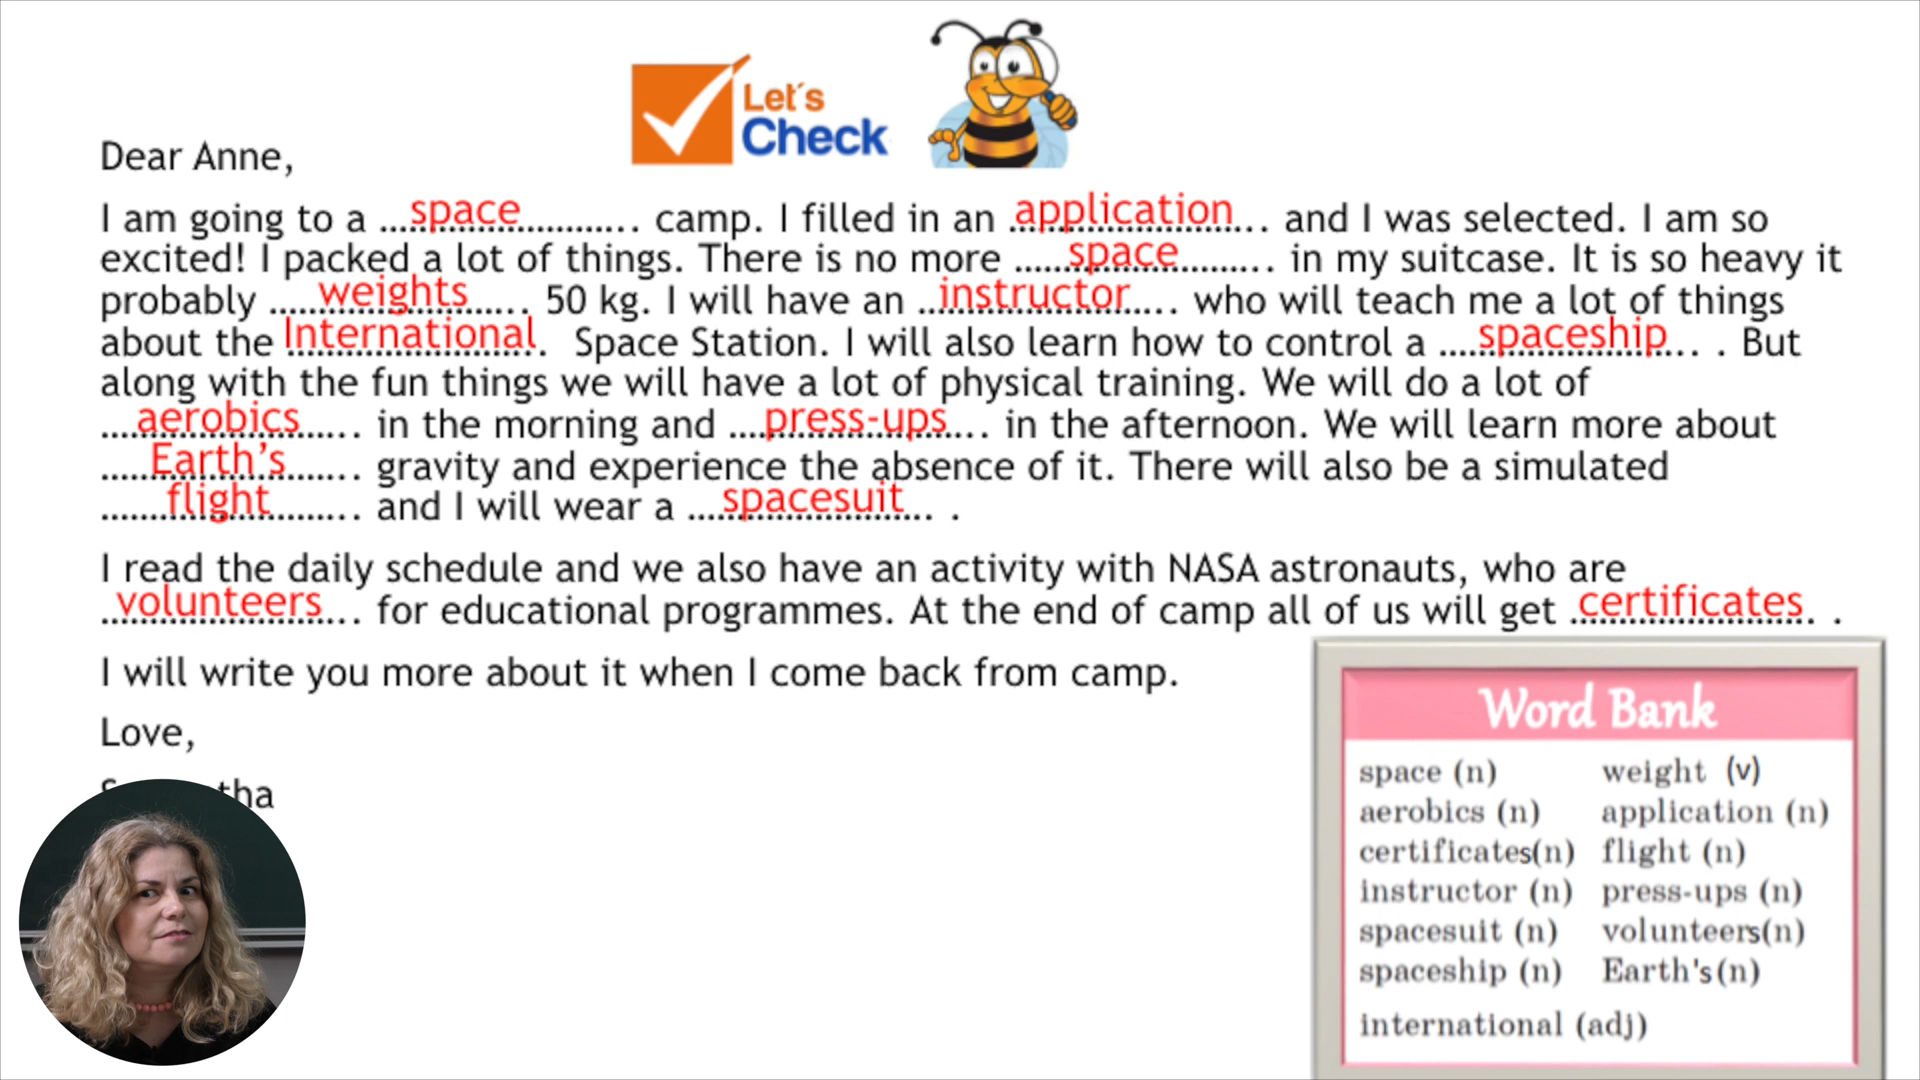 Let´s
Check
Dear Anne,
I am going to a ...space... camp. I filled in an ...application... and I was selected. I am so
excited! I packed a lot of things. There is no more ...space... in my suitcase. It is so heavy it
probably ...weights... 50 kg. I will have an ...instructor... who will teach me a lot of things
about the ...International... Space Station. I will also learn how to control a ...spaceship... . But
along with the fun things we will have a lot of physical training. We will do a lot of
...aerobics... in the morning and ...press-ups... in the afternoon. We will learn more about
...Earth’s... gravity and experience the absence of it. There will also be a simulated
...flight... and I will wear a ...spacesuit... .
I read the daily schedule and we also have an activity with NASA astronauts, who are
...volunteers... for educational programmes. At the end of camp all of us will get ...certificates... .
I will write you more about it when I come back from camp.
Love,
tha
Word Bank
space (n) weight (v)
aerobics (n) application (n)
certificates(n) flight (n)
instructor (n) press-ups (n)
spacesuit (n) volunteers(n)
spaceship (n) Earth's(n)
international (adj)